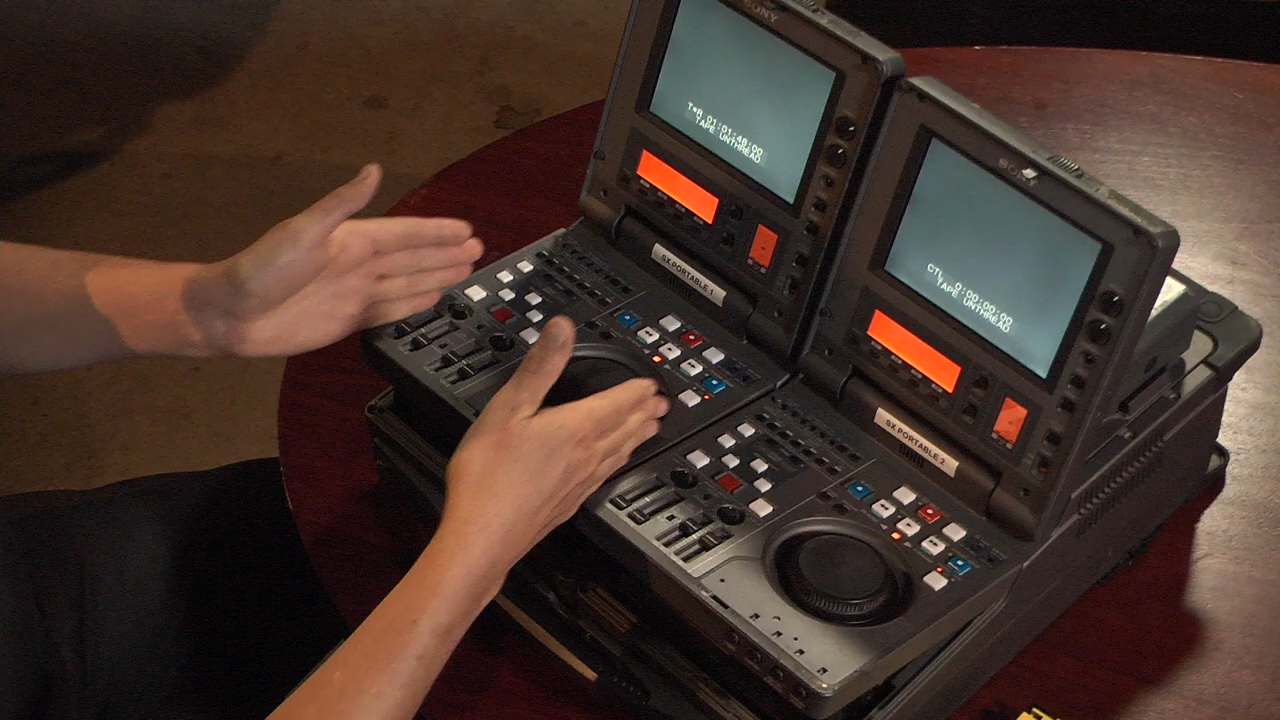 SONY
T*R 01:01:48:00
TAPE UNTHREAD
SX PORTABLE 1
SONY
CTL 0:00:00:00
TAPE UNTHREAD
SX PORTABLE 2